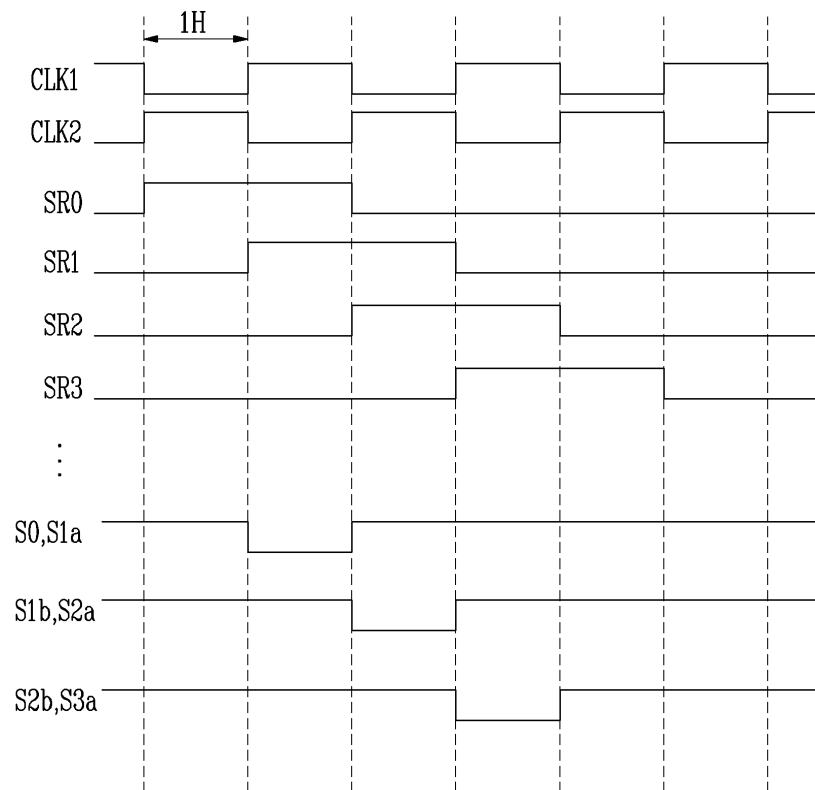 1H
CLK1
CLK2
SR0
SR1
SR2
SR3
⋮
S0,S1a
S1b,S2a
S2b,S3a